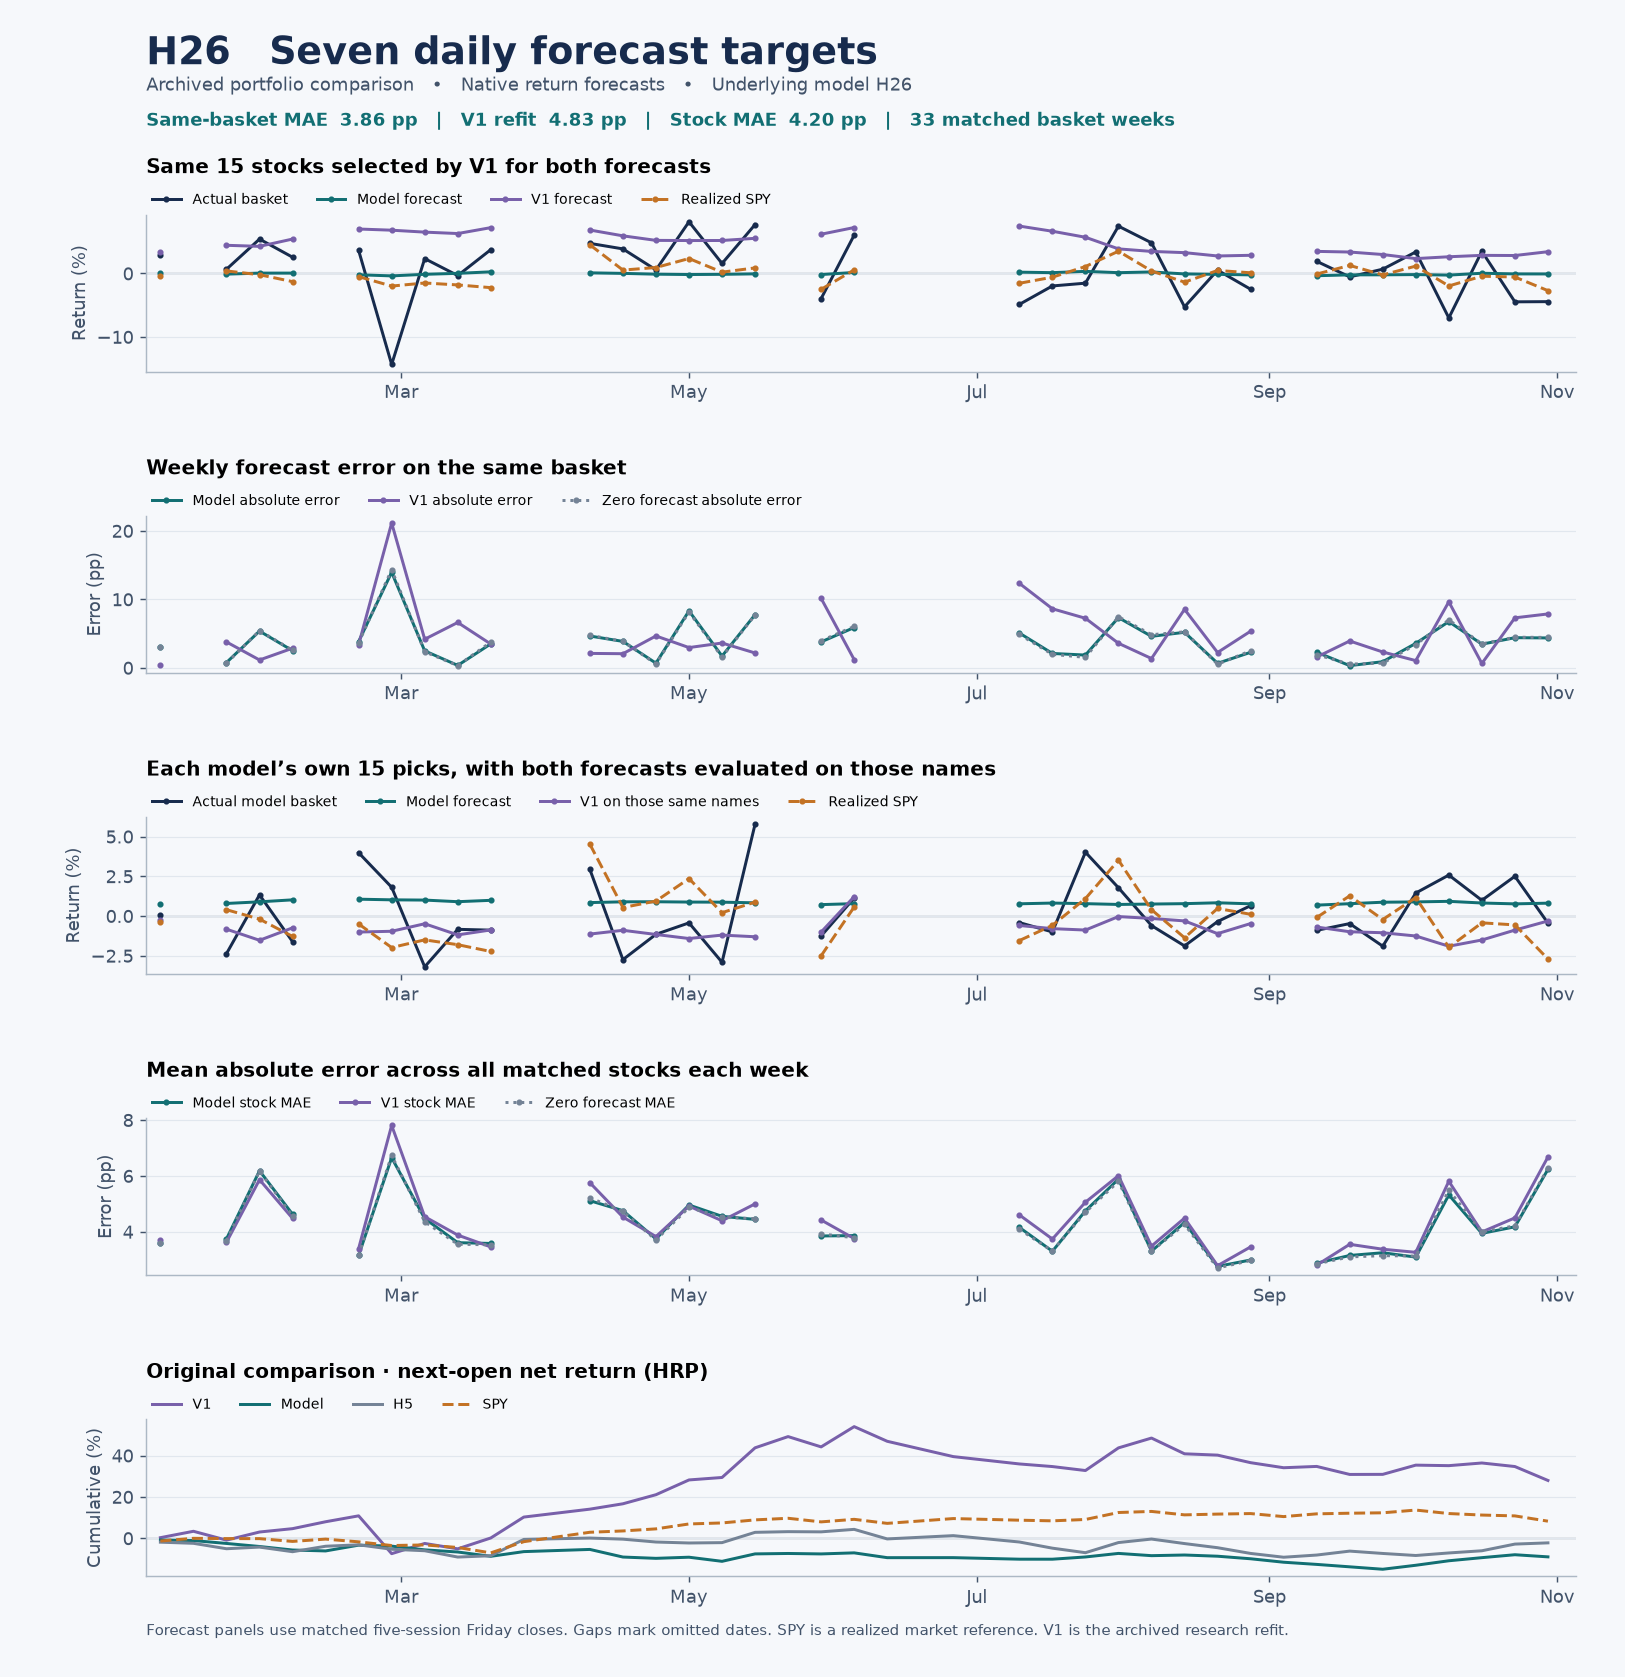 H26   Seven daily forecast targets
Archived portfolio comparison   •   Native return forecasts   •   Underlying model H26
Same-basket MAE  3.86 pp   |   V1 refit  4.83 pp   |   Stock MAE  4.20 pp   |   33 matched basket weeks
Same 15 stocks selected by V1 for both forecasts
Actual basket   Model forecast   V1 forecast   Realized SPY
Return (%)
0
−10
Mar   May   Jul   Sep   Nov
Weekly forecast error on the same basket
Model absolute error   V1 absolute error   Zero forecast absolute error
Error (pp)
20
10
0
Mar   May   Jul   Sep   Nov
Each model’s own 15 picks, with both forecasts evaluated on those names
Actual model basket   Model forecast   V1 on those same names   Realized SPY
Return (%)
5.0
2.5
0.0
−2.5
Mar   May   Jul   Sep   Nov
Mean absolute error across all matched stocks each week
Model stock MAE   V1 stock MAE   Zero forecast MAE
Error (pp)
8
6
4
Mar   May   Jul   Sep   Nov
Original comparison · next-open net return (HRP)
V1   Model   H5   SPY
Cumulative (%)
40
20
0
Mar   May   Jul   Sep   Nov
Forecast panels use matched five-session Friday closes. Gaps mark omitted dates. SPY is a realized market reference. V1 is the archived research refit.